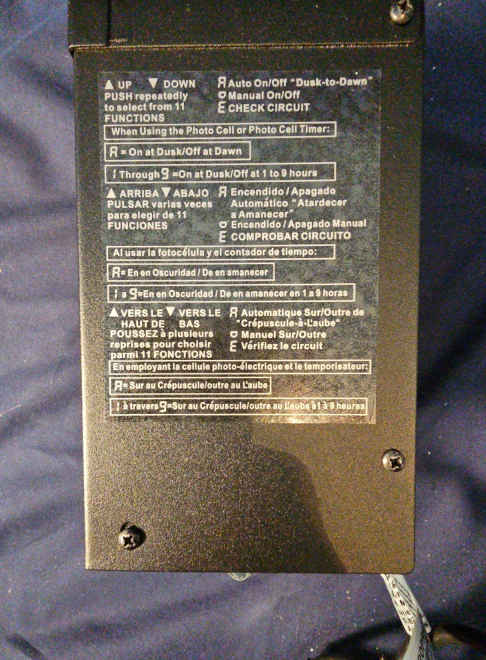 ▲ UP ▼ DOWN
PUSH repeatedly
to select from 11
FUNCTIONS
A Auto On/Off "Dusk-to-Dawn"
o Manual On/Off
E CHECK CIRCUIT
When Using the Photo Cell or Photo Cell Timer:
A = On at Dusk/Off at Dawn
1 Through 9 = On at Dusk/Off at 1 to 9 hours
▲ ARRIBA ▼ ABAJO
PULSAR varias veces
para elegir de 11
FUNCIONES
A Encendido / Apagado
Automático "Atardecer
a Amanecer"
o Encendido / Apagado Manual
E COMPROBAR CIRCUITO
Al usar la fotocélula y el contador de tiempo:
A = En en Oscuridad / De en amanecer
1 a 9=En en Oscuridad / De en amanecer en 1 a 9 horas
▲ VERS LE ▼ VERS LE
HAUT DE BAS
POUSSEZ à plusieurs
reprises pour choisir
parmi 11 FONCTIONS
A Automatique Sur/Outre de
"Crépuscule-à-L'aube"
o Manuel Sur/Outre
E Vérifiez le circuit
En employant la cellule photo-électrique et le temporisateur:
A = Sur au Crépuscule/outre au L'aube
1 à travers 9=Sur au Crépuscule/outre au L'aube à 1 à 9 heures